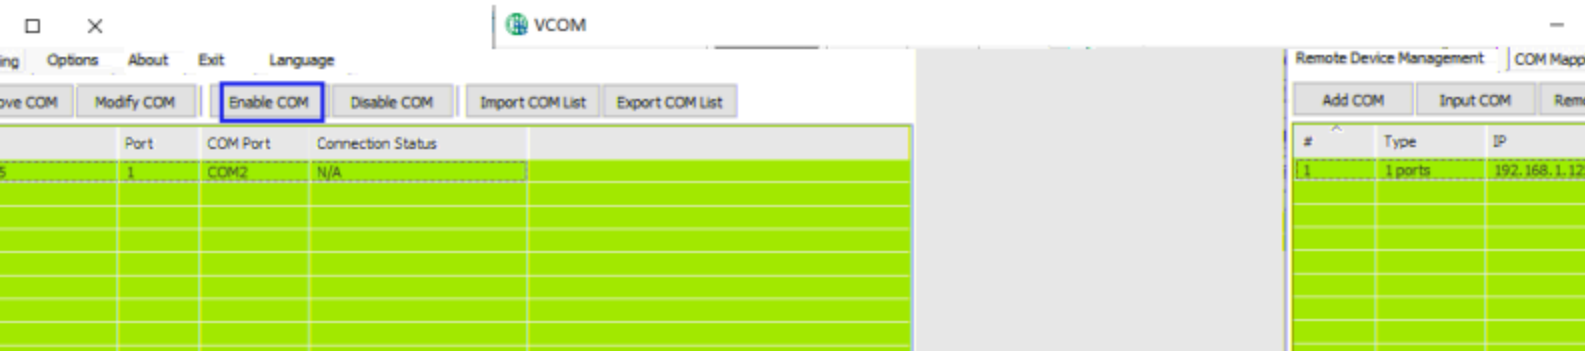 VCOM
Options About Exit Language
Modify COM Enable COM Disable COM Import COM List Export COM List
Port COM Port Connection Status
1 COM2 N/A
Remote Device Management
Add COM Input COM
# Type IP
1 1 ports